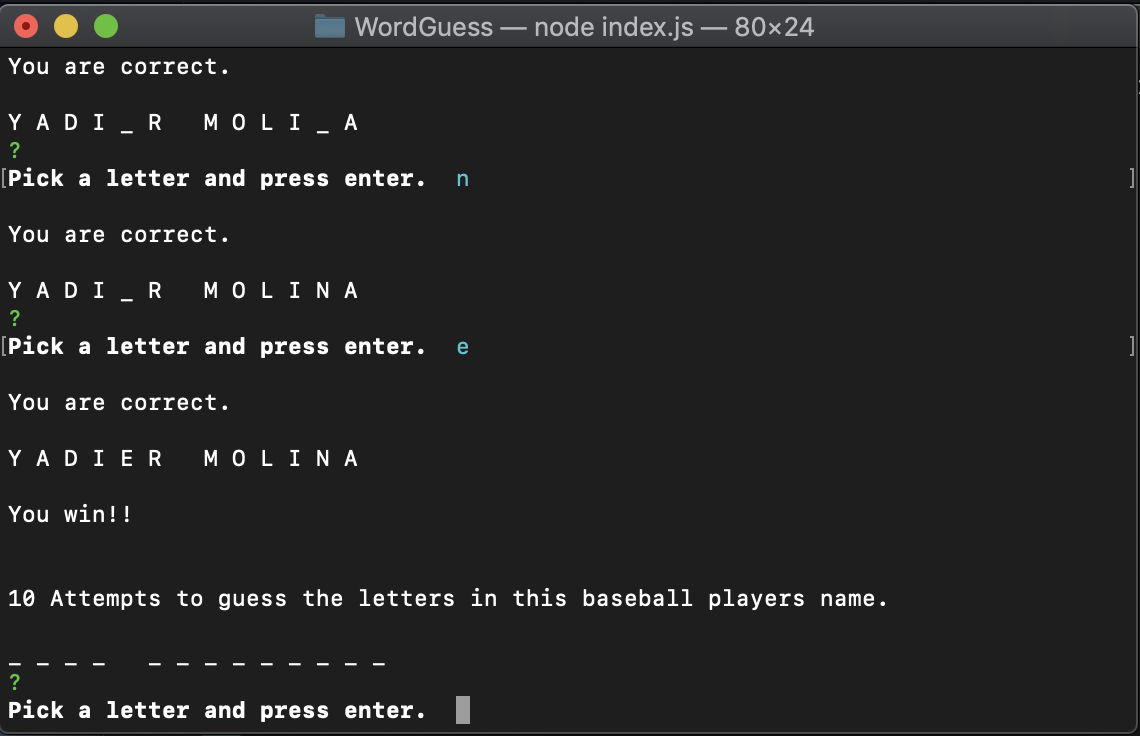 WordGuess — node index.js — 80×24
You are correct.
Y A D I _ R   M O L I _ A
?
[Pick a letter and press enter.  n ]
You are correct.
Y A D I _ R   M O L I N A
?
[Pick a letter and press enter.  e ]
You are correct.
Y A D I E R   M O L I N A
You win!!
10 Attempts to guess the letters in this baseball players name.
_ _ _ _   _ _ _ _ _ _ _ _ _
?
Pick a letter and press enter.